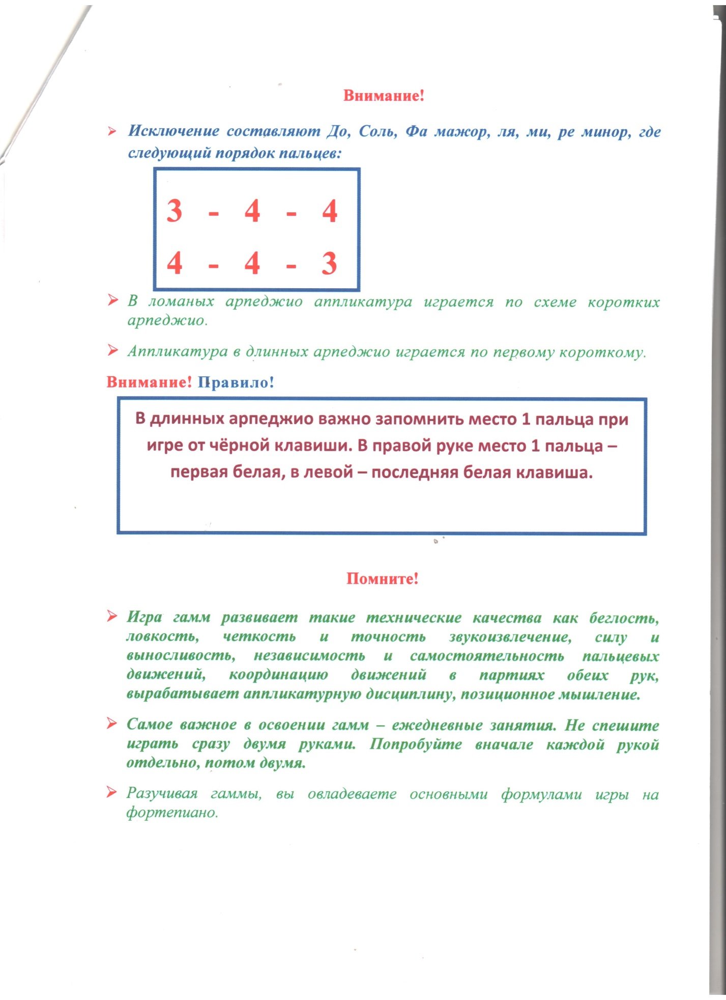 Внимание!
Исключение составляют До, Соль, Фа мажор, ля, ми, ре минор, где
следующий порядок пальцев:
3 - 4 - 4
4 - 4 - 3
В ломаных арпеджио аппликатура играется по схеме коротких
арпеджио.
Аппликатура в длинных арпеджио играется по первому короткому.
Внимание! Правило!
В длинных арпеджио важно запомнить место 1 пальца при
игре от чёрной клавиши. В правой руке место 1 пальца –
первая белая, в левой – последняя белая клавиша.
Помните!
Игра гамм развивает такие технические качества как беглость,
ловкость, четкость и точность звукоизвлечение, силу и
выносливость, независимость и самостоятельность пальцевых
движений, координацию движений в партиях обеих рук,
вырабатывает аппликатурную дисциплину, позиционное мышление.
Самое важное в освоении гамм – ежедневные занятия. Не спешите
играть сразу двумя руками. Попробуйте вначале каждой рукой
отдельно, потом двумя.
Разучивая гаммы, вы овладеваете основными формулами игры на
фортепиано.